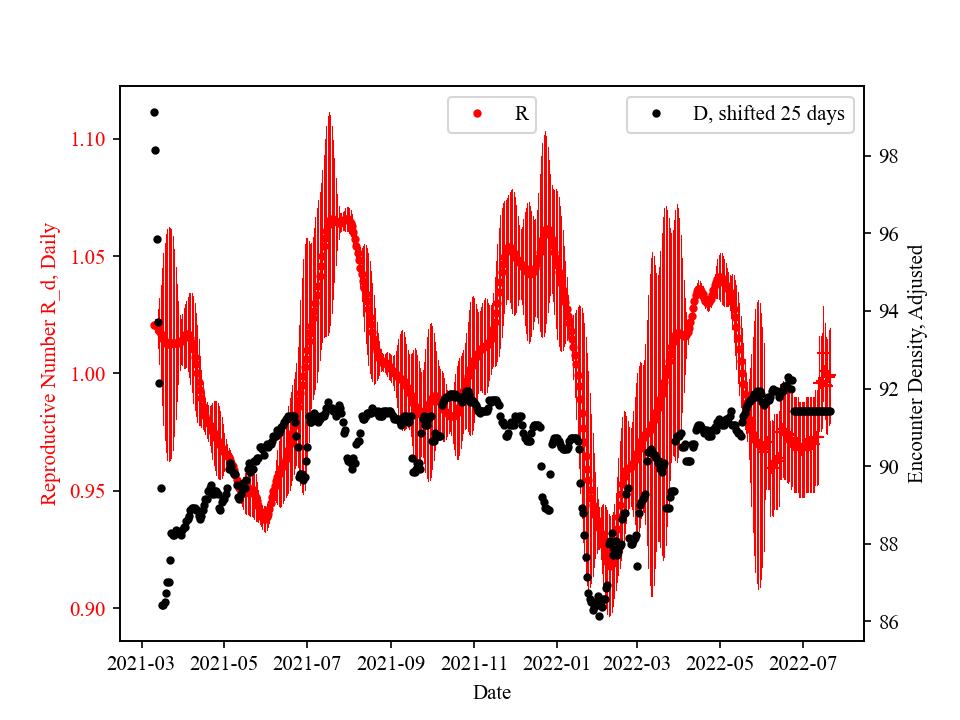 R
D, shifted 25 days
1.10
1.05
1.00
0.95
0.90
Reproductive Number R_d, Daily
98
96
94
92
90
88
86
Encounter Density, Adjusted
2021-03 2021-05 2021-07 2021-09 2021-11 2022-01 2022-03 2022-05 2022-07
Date